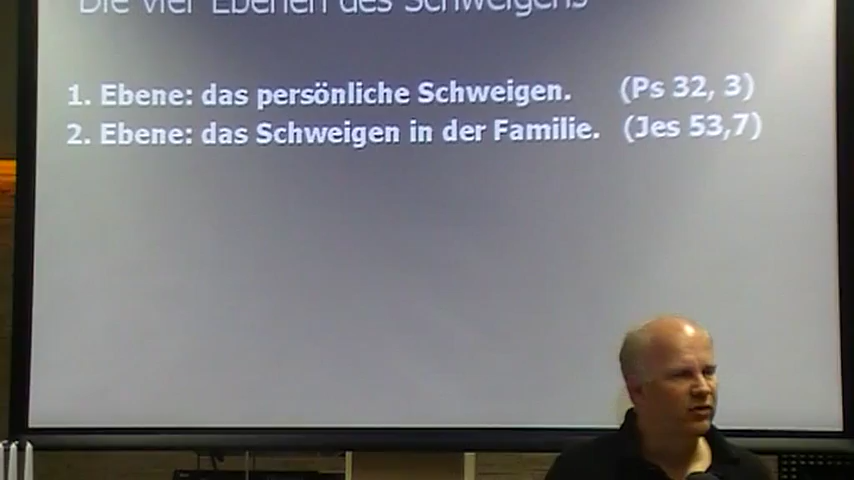 Die vier Ebenen des Schweigens
1. Ebene: das persönliche Schweigen. (Ps 32, 3)
2. Ebene: das Schweigen in der Familie. (Jes 53,7)